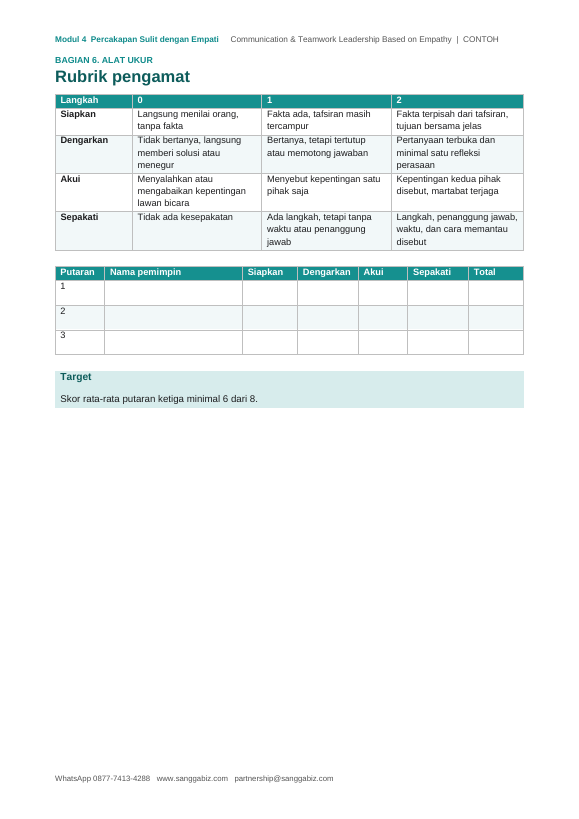 Modul 4 Percakapan Sulit dengan Empati Communication & Teamwork Leadership Based on Empathy | CONTOH
BAGIAN 6. ALAT UKUR
Rubrik pengamat
Langkah 0 1 2
Siapkan Langsung menilai orang, tanpa fakta Fakta ada, tafsiran masih tercampur Fakta terpisah dari tafsiran, tujuan bersama jelas
Dengarkan Tidak bertanya, langsung memberi solusi atau menegur Bertanya, tetapi tertutup atau memotong jawaban Pertanyaan terbuka dan minimal satu refleksi perasaan
Akui Menyalahkan atau mengabaikan kepentingan lawan bicara Menyebut kepentingan satu pihak saja Kepentingan kedua pihak disebut, martabat terjaga
Sepakati Tidak ada kesepakatan Ada langkah, tetapi tanpa waktu atau penanggung jawab Langkah, penanggung jawab, waktu, dan cara memantau disebut
Putaran Nama pemimpin Siapkan Dengarkan Akui Sepakati Total
1
2
3
Target
Skor rata-rata putaran ketiga minimal 6 dari 8.
WhatsApp 0877-7413-4288 www.sanggabiz.com partnership@sanggabiz.com